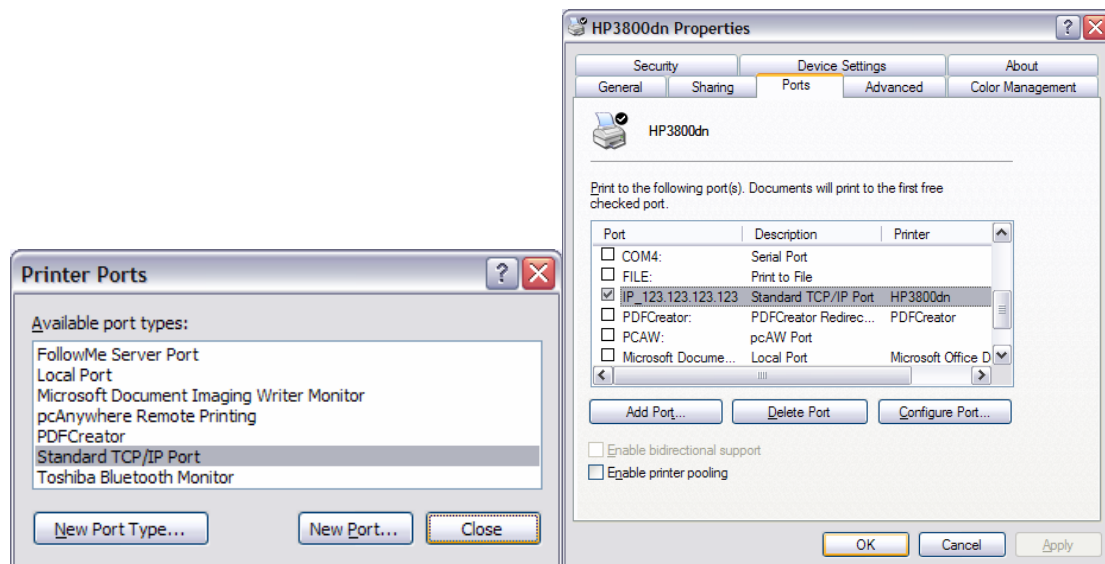 Printer Ports
Available port types:
FollowMe Server Port
Local Port
Microsoft Document Imaging Writer Monitor
pcAnywhere Remote Printing
PDFCreator
Standard TCP/IP Port
Toshiba Bluetooth Monitor
New Port Type... New Port... Close
HP3800dn Properties
Security Device Settings About
General Sharing Ports Advanced Color Management
HP3800dn
Print to the following port(s). Documents will print to the first free
checked port.
Port Description Printer
COM4: Serial Port
FILE: Print to File
IP_123.123.123.123 Standard TCP/IP Port HP3800dn
PDFCreator: PDFCreator Redirec... PDFCreator
PCAW: pcAW Port
Microsoft Docume... Local Port Microsoft Office D
Add Port... Delete Port Configure Port...
Enable bidirectional support
Enable printer pooling
OK Cancel Apply